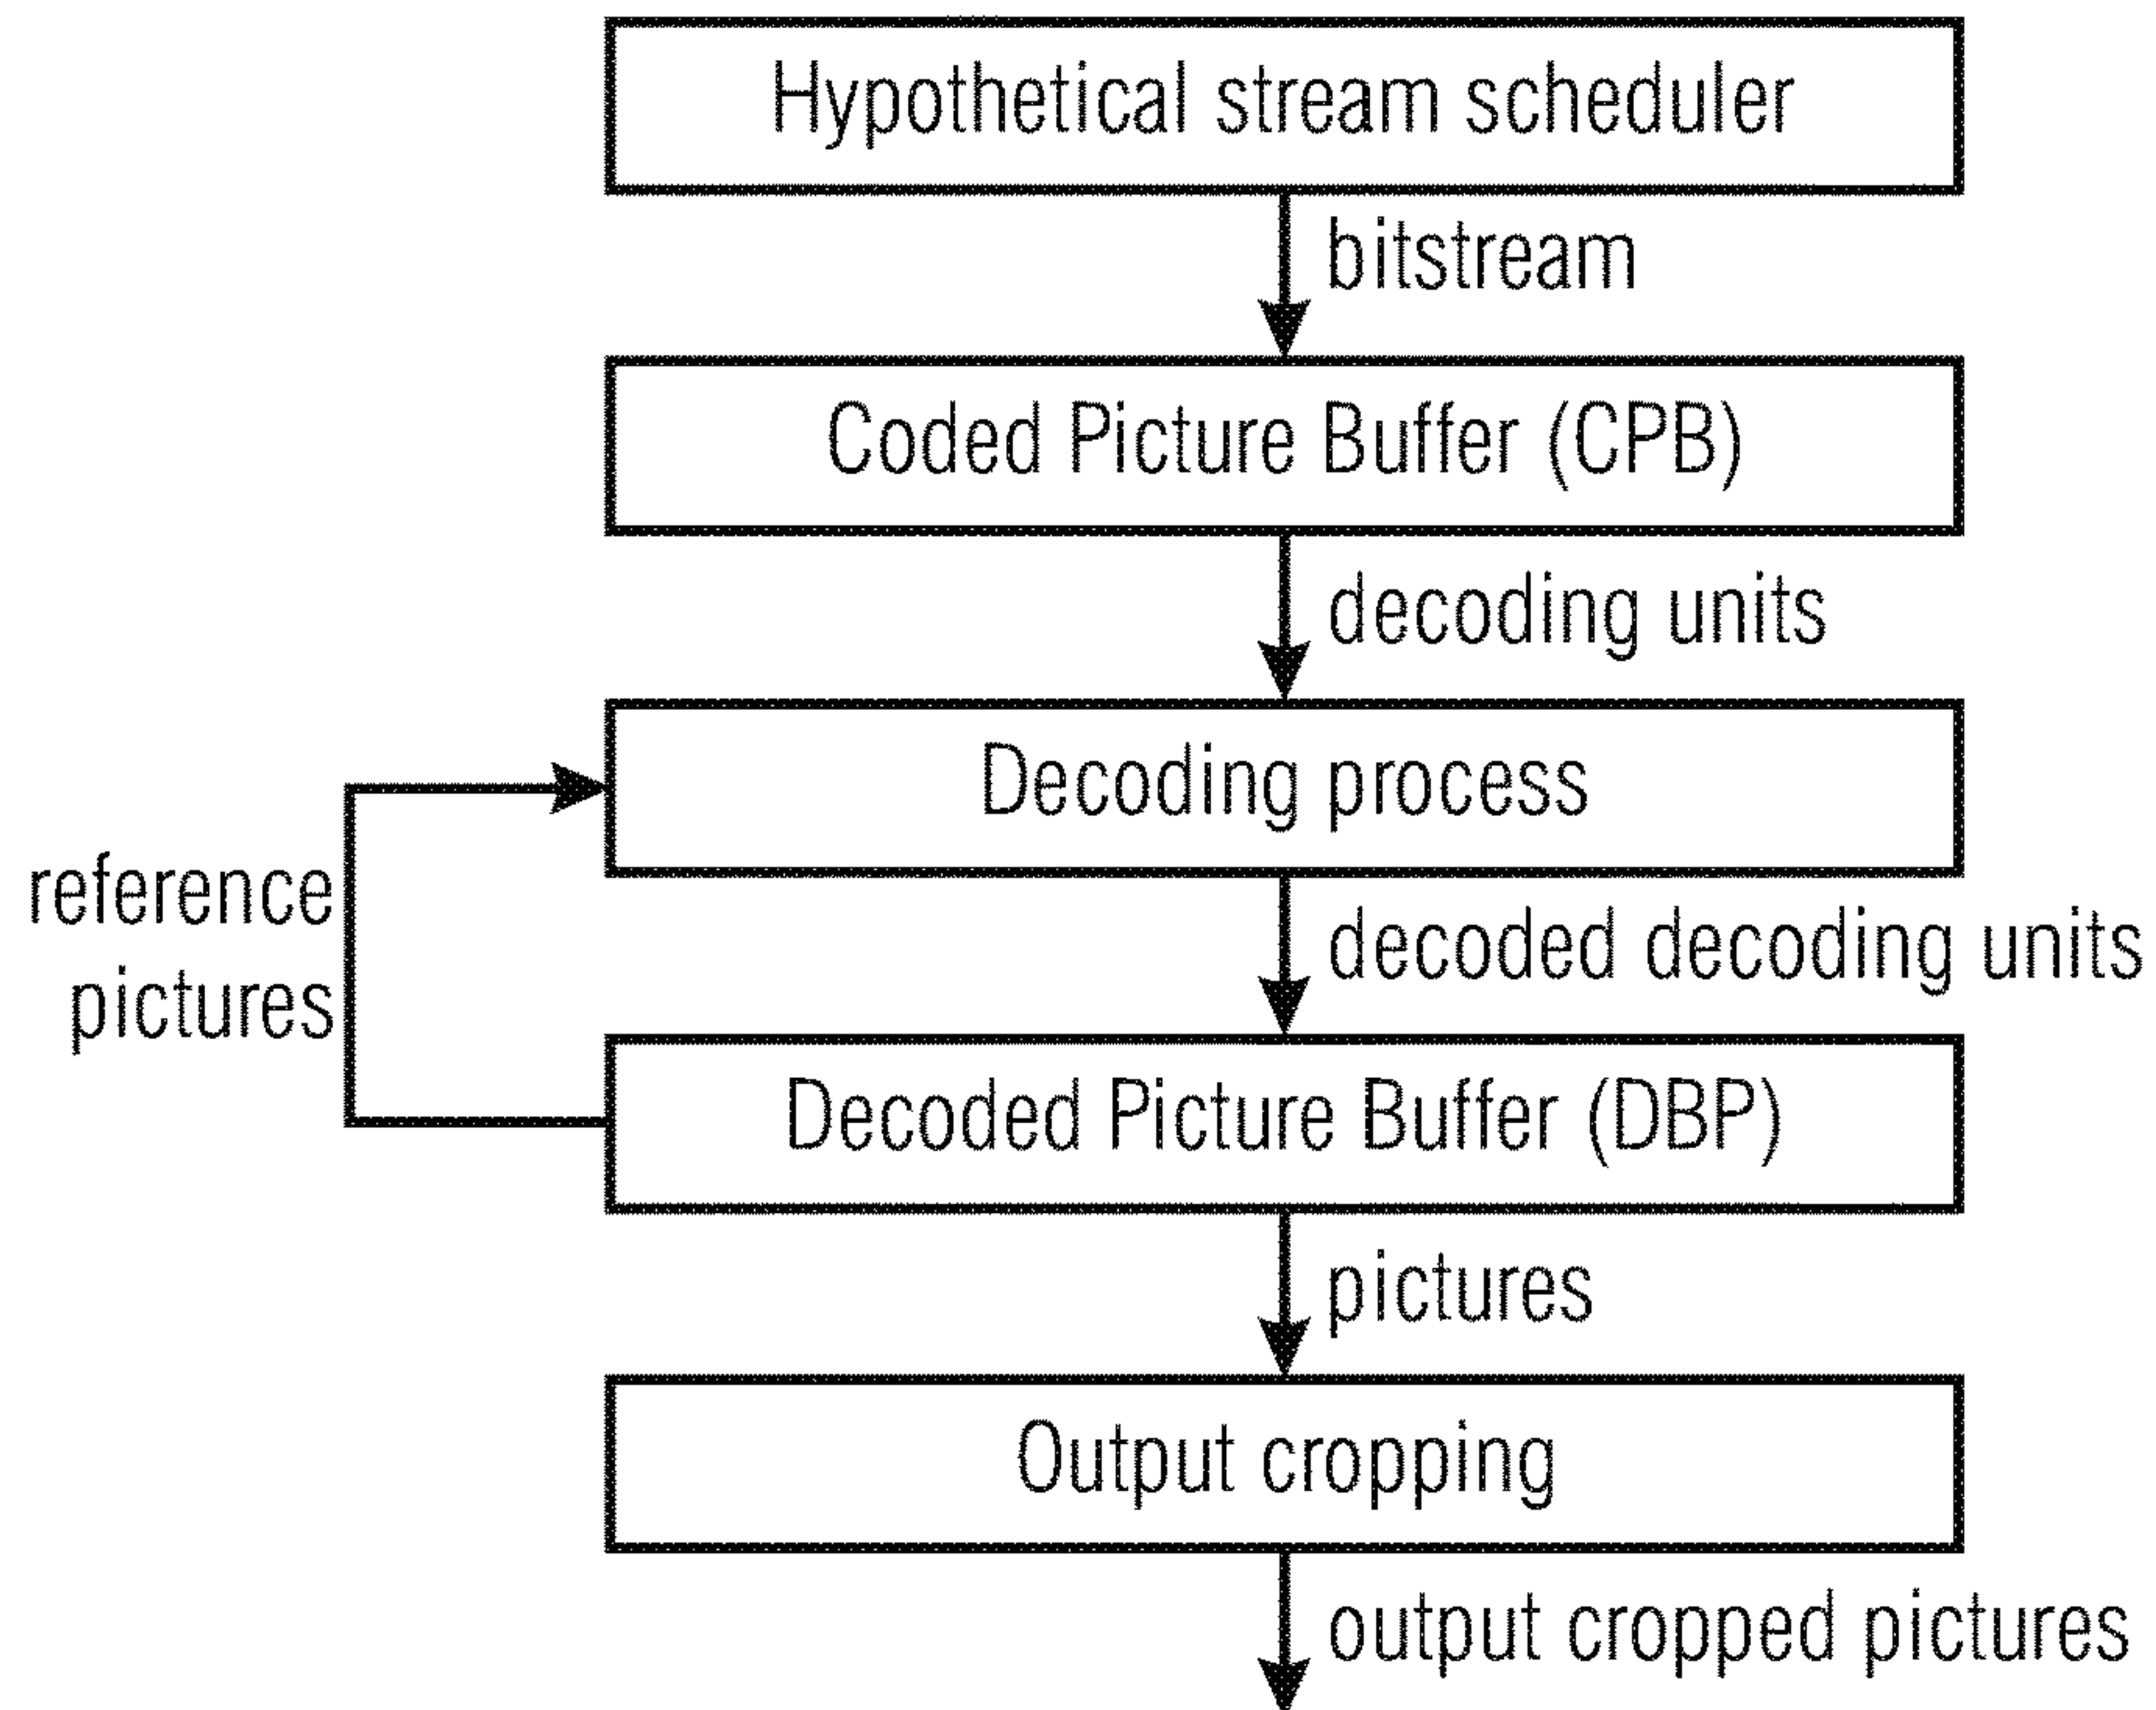 Hypothetical stream scheduler
bitstream
Coded Picture Buffer (CPB)
decoding units
Decoding process
reference
pictures
decoded decoding units
Decoded Picture Buffer (DBP)
pictures
Output cropping
output cropped pictures